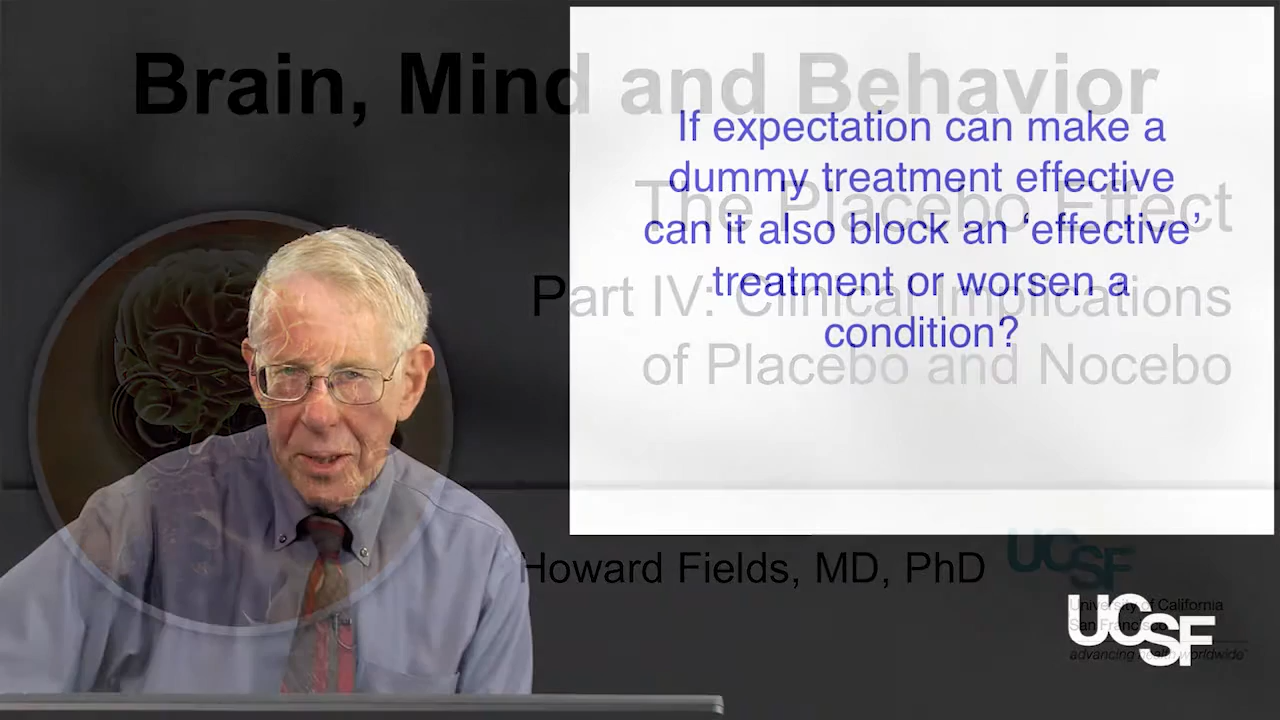 Brain, Mind and Behavior
If expectation can make a
dummy treatment effective
can it also block an ‘effective’
treatment or worsen a
condition?
The Placebo Effect
Part IV: Clinical Implications
of Placebo and Nocebo
Howard Fields, MD, PhD
UCSF
University of California
San Francisco
advancing health worldwide™
UCSF